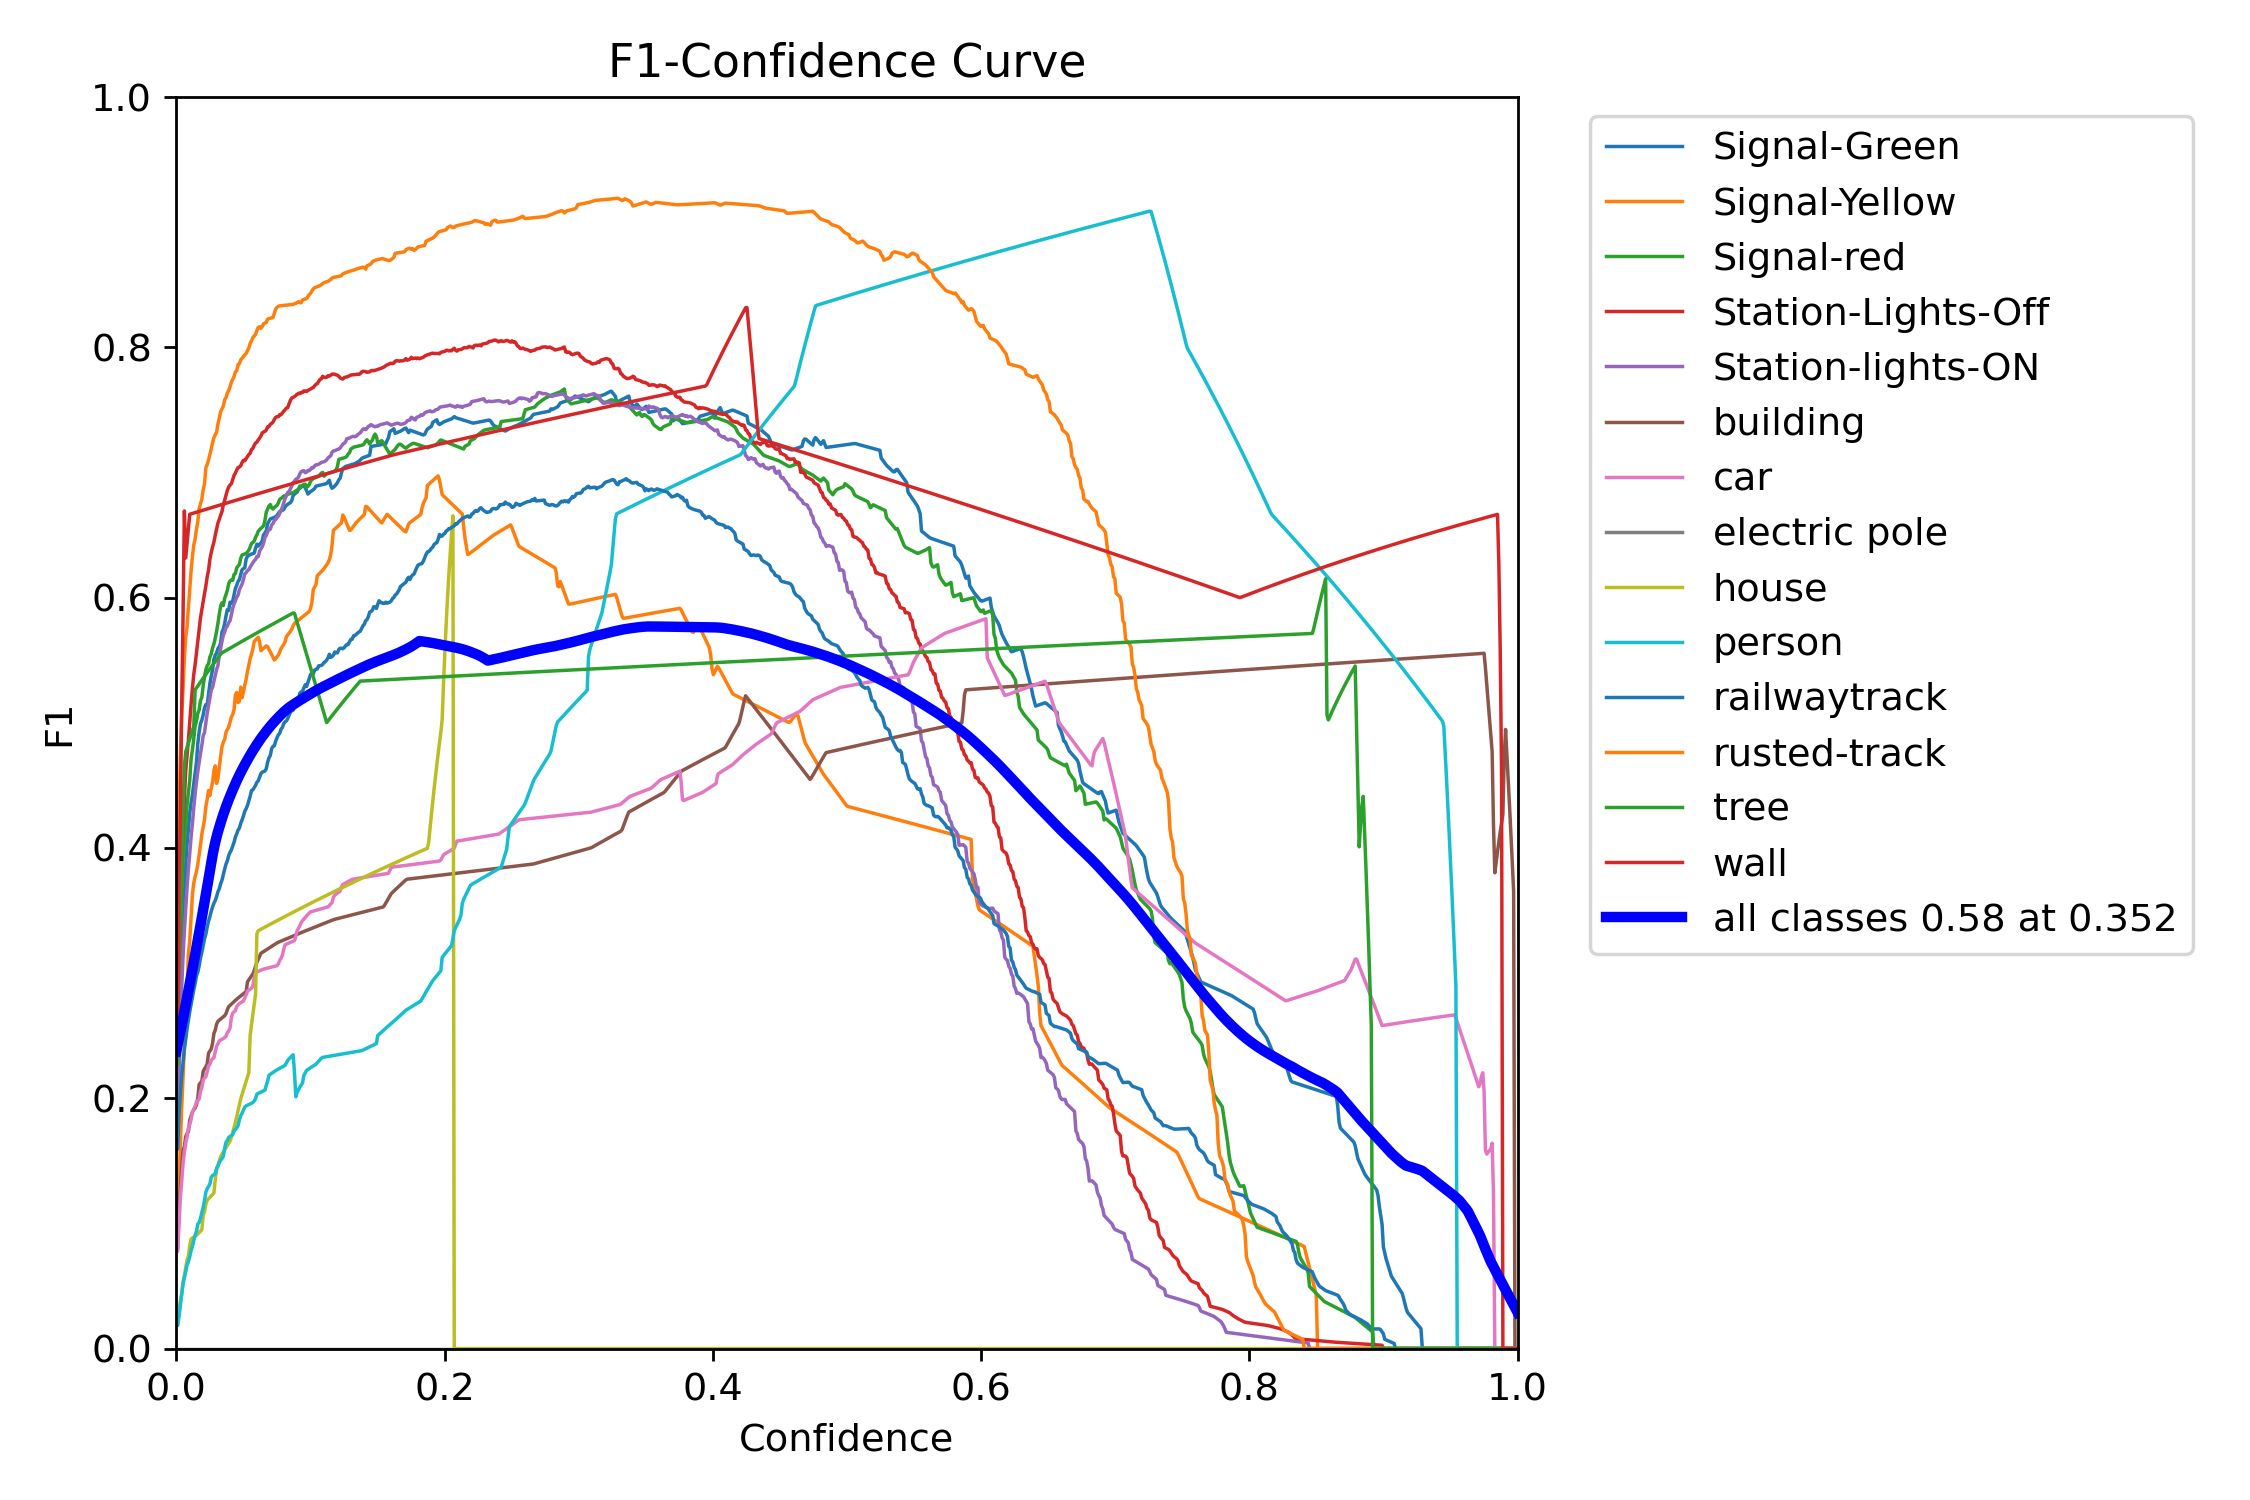 F1-Confidence Curve
1.0
0.8
0.6
0.4
0.2
0.0
F1
0.0 0.2 0.4 0.6 0.8 1.0
Confidence
Signal-Green
Signal-Yellow
Signal-red
Station-Lights-Off
Station-lights-ON
building
car
electric pole
house
person
railwaytrack
rusted-track
tree
wall
all classes 0.58 at 0.352